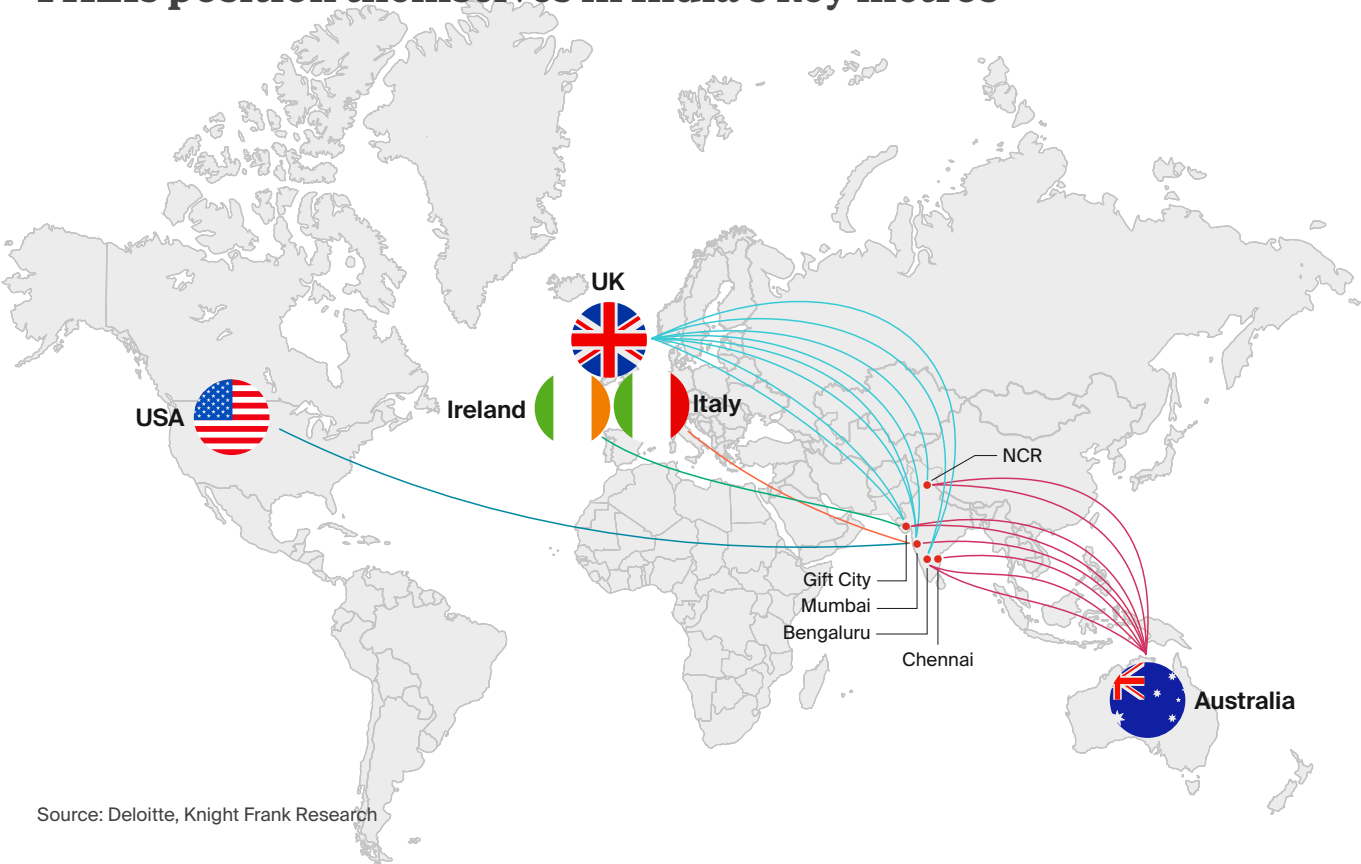 UK
USA
Ireland
Italy
NCR
Gift City
Mumbai
Bengaluru
Chennai
Australia
Source: Deloitte, Knight Frank Research